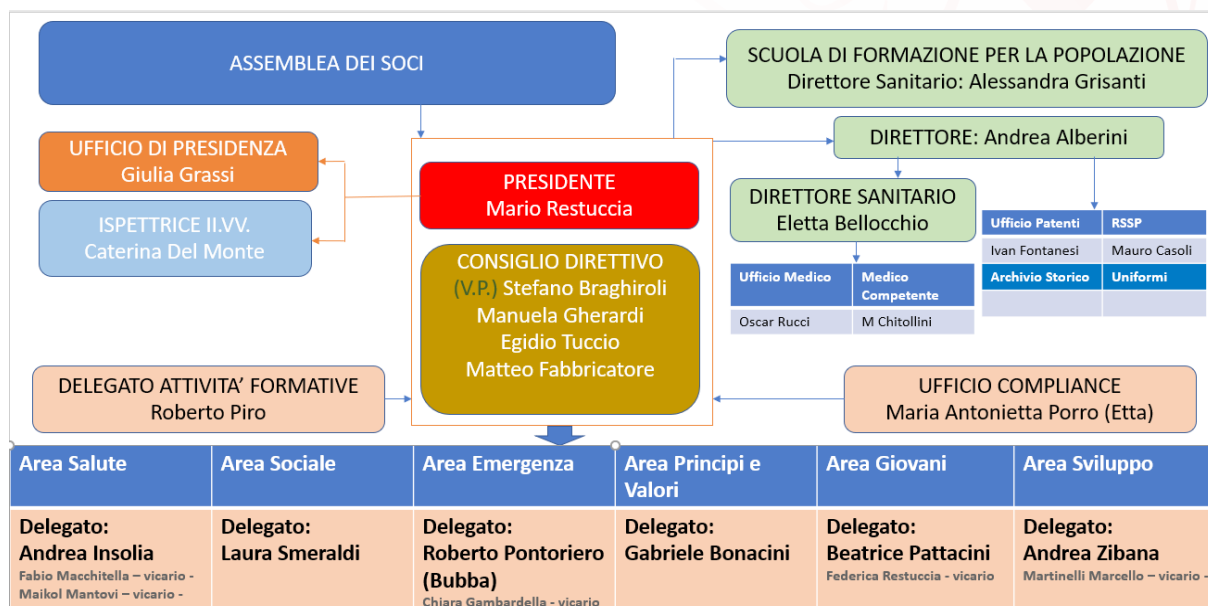 ASSEMBLEA DEI SOCI
SCUOLA DI FORMAZIONE PER LA POPOLAZIONE
Direttore Sanitario: Alessandra Grisanti
UFFICIO DI PRESIDENZA
Giulia Grassi
DIRETTORE: Andrea Alberini
PRESIDENTE
Mario Restuccia
DIRETTORE SANITARIO
Eletta Bellocchio
ISPETTRICE II.VV.
Caterina Del Monte
Ufficio Patenti
RSSP
Ivan Fontanesi
Mauro Casoli
Archivio Storico
Uniformi
CONSIGLIO DIRETTIVO
(V.P.) Stefano Braghiroli
Manuela Gherardi
Egidio Tuccio
Matteo Fabbricatore
Ufficio Medico
Medico
Competente
Oscar Rucci
M Chitollini
DELEGATO ATTIVITA’ FORMATIVE
Roberto Piro
UFFICIO COMPLIANCE
Maria Antonietta Porro (Etta)
Area Salute
Area Sociale
Area Emergenza
Area Principi e
Valori
Area Giovani
Area Sviluppo
Delegato:
Andrea Insolia
Fabio Macchitella – vicario -
Maikol Mantovi – vicario -
Delegato:
Laura Smeraldi
Delegato:
Roberto Pontoriero
(Bubba)
Chiara Gambardella - vicario
Delegato:
Gabriele Bonacini
Delegato:
Beatrice Pattacini
Federica Restuccia - vicario
Delegato:
Andrea Zibana
Martinelli Marcello – vicario -